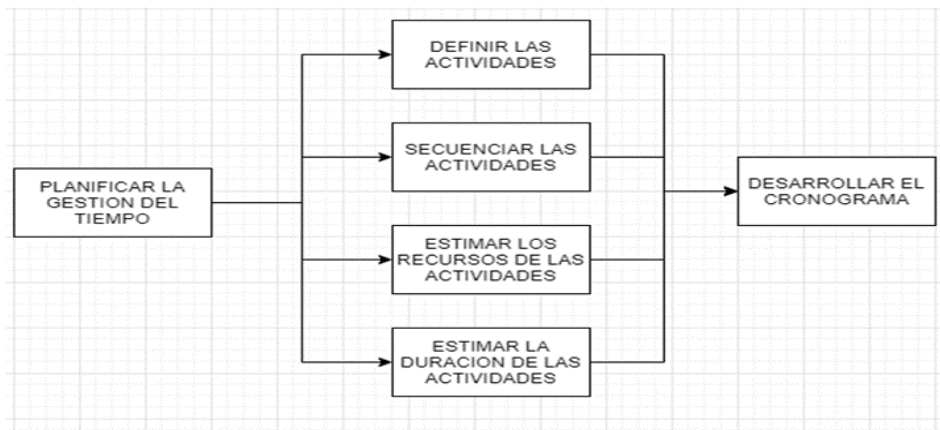 DEFINIR LAS
ACTIVIDADES
SECUENCIAR LAS
ACTIVIDADES
PLANIFICAR LA
GESTION DEL
TIEMPO
DESARROLLAR EL
CRONOGRAMA
ESTIMAR LOS
RECURSOS DE LAS
ACTIVIDADES
ESTIMAR LA
DURACION DE LAS
ACTIVIDADES